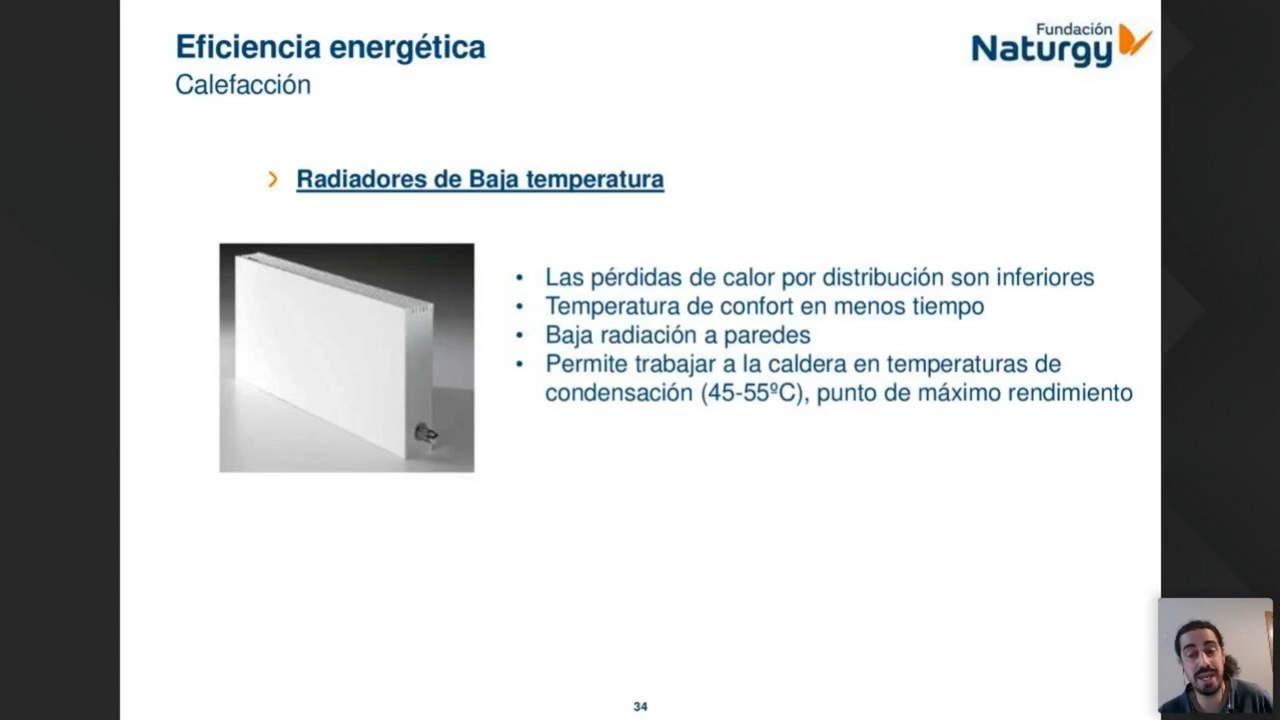 Eficiencia energética
Calefacción
Fundación
Naturgy
Radiadores de Baja temperatura
• Las pérdidas de calor por distribución son inferiores
• Temperatura de confort en menos tiempo
• Baja radiación a paredes
• Permite trabajar a la caldera en temperaturas de
condensación (45-55ºC), punto de máximo rendimiento
34